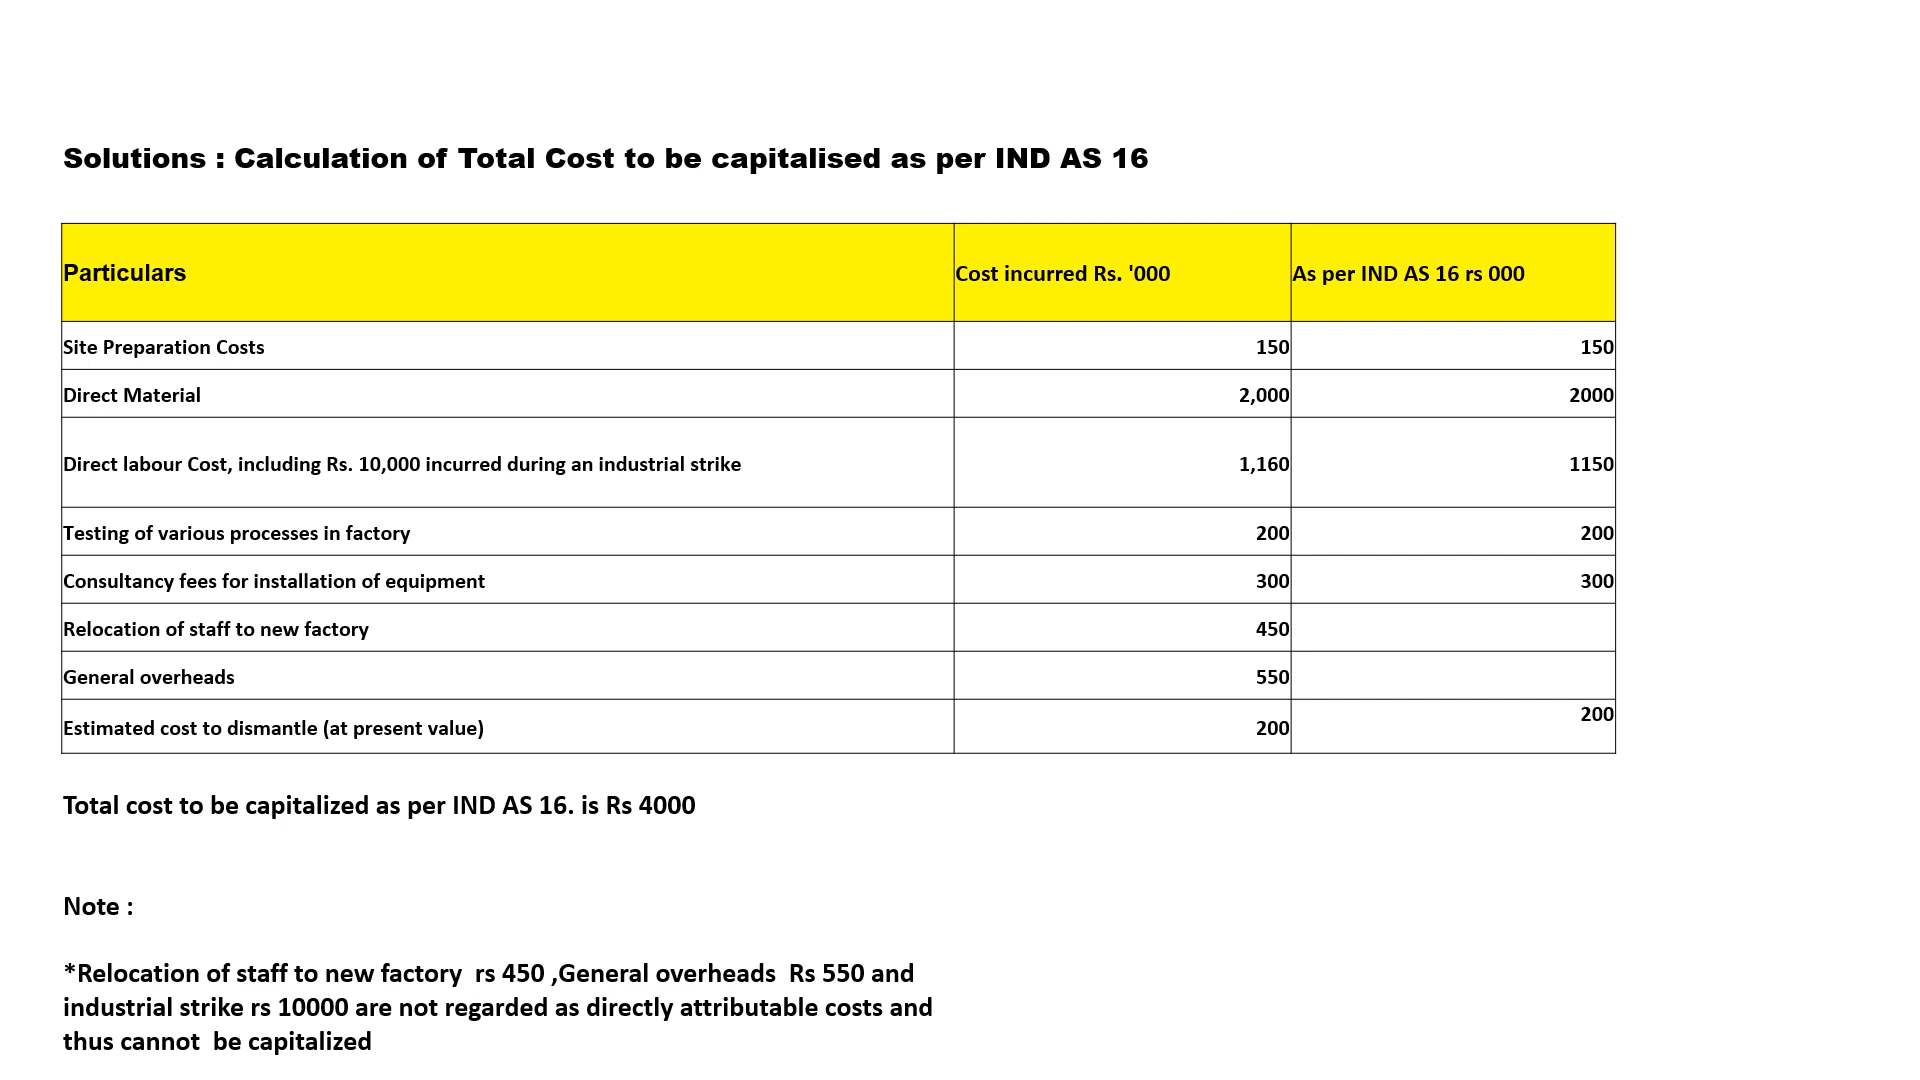 Solutions : Calculation of Total Cost to be capitalised as per IND AS 16
Particulars Cost incurred Rs. '000 As per IND AS 16 rs 000
Site Preparation Costs 150 150
Direct Material 2,000 2000
Direct labour Cost, including Rs. 10,000 incurred during an industrial strike 1,160 1150
Testing of various processes in factory 200 200
Consultancy fees for installation of equipment 300 300
Relocation of staff to new factory 450
General overheads 550
Estimated cost to dismantle (at present value) 200 200
Total cost to be capitalized as per IND AS 16. is Rs 4000
Note :
*Relocation of staff to new factory  rs 450 ,General overheads  Rs 550 and
industrial strike rs 10000 are not regarded as directly attributable costs and
thus cannot  be capitalized